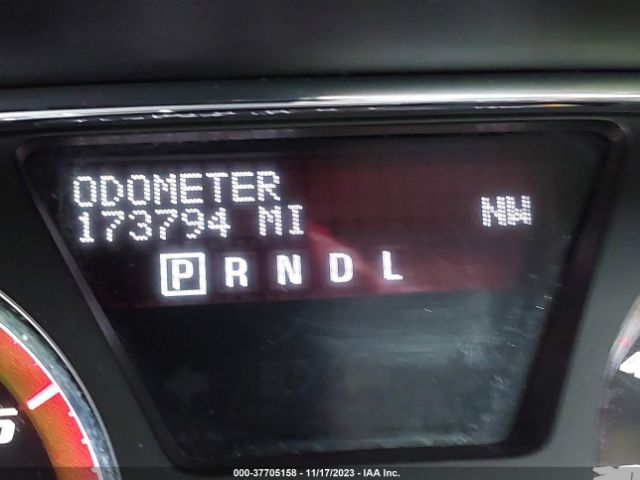 ODOMETER
173794 MI NW
P R N D L
000-37705158 - 11/17/2023 - IAA Inc.